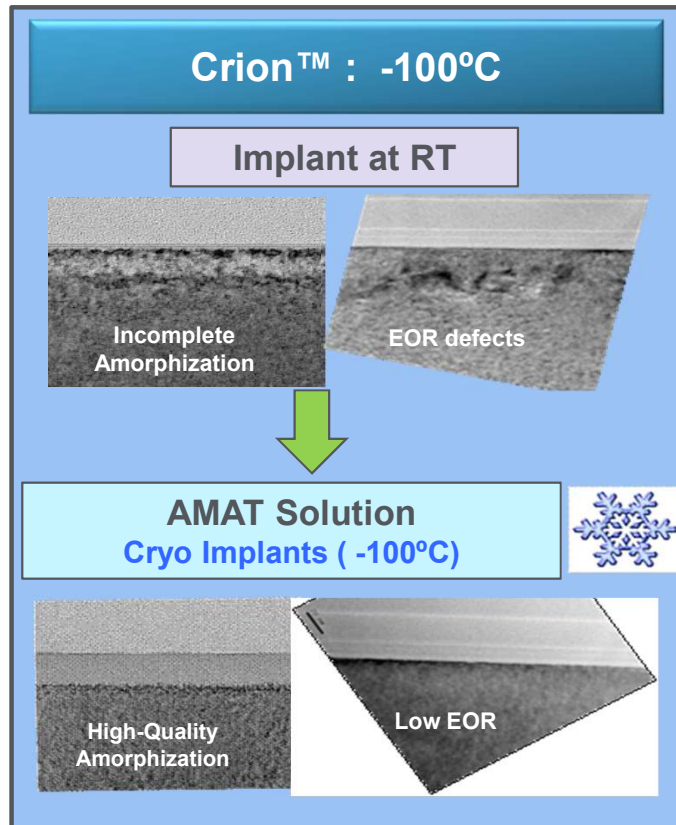 Crion™ : -100ºC
Implant at RT
Incomplete
Amorphization
EOR defects
AMAT Solution
Cryo Implants ( -100ºC)
High-Quality
Amorphization
Low EOR